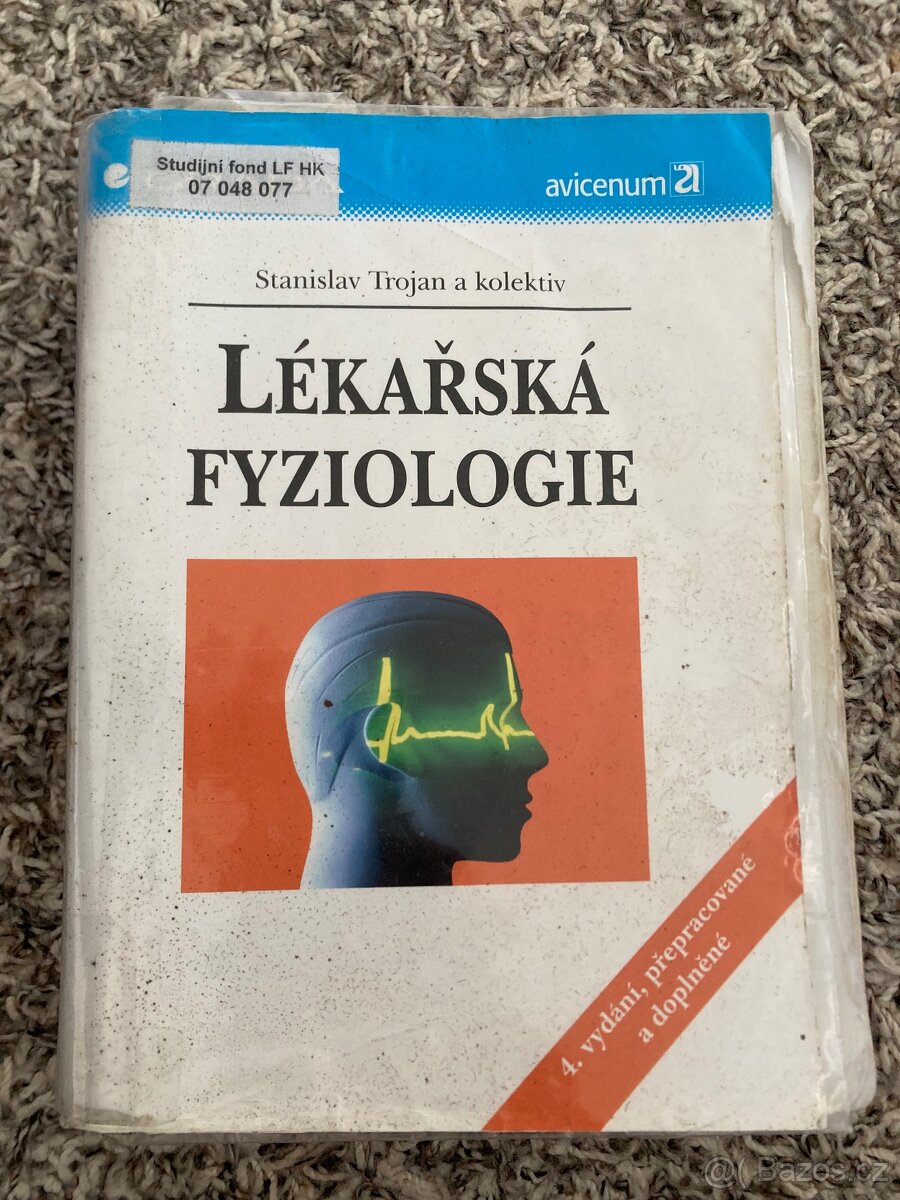 Studijní fond LF HK
07 048 077
avicenum
Stanislav Trojan a kolektiv
LÉKAŘSKÁ
FYZIOLOGIE
4. vydání, přepracované
a doplněné
@( Bazos.cz